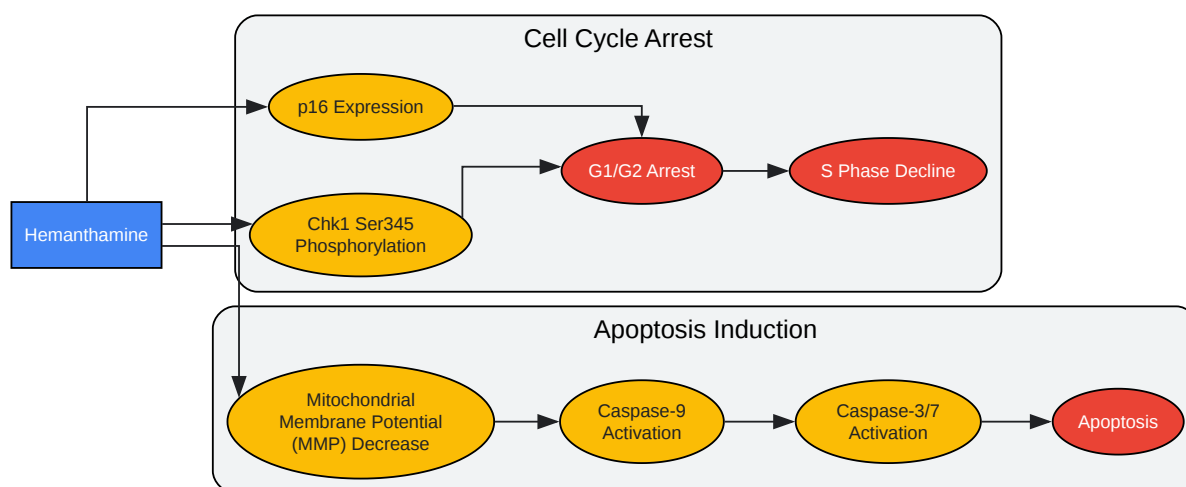 Cell Cycle Arrest
p16 Expression
G1/G2 Arrest
S Phase Decline
Hemanthamine
Chk1 Ser345
Phosphorylation
Apoptosis Induction
Mitochondrial
Membrane Potential
(MMP) Decrease
Caspase-9
Activation
Caspase-3/7
Activation
Apoptosis